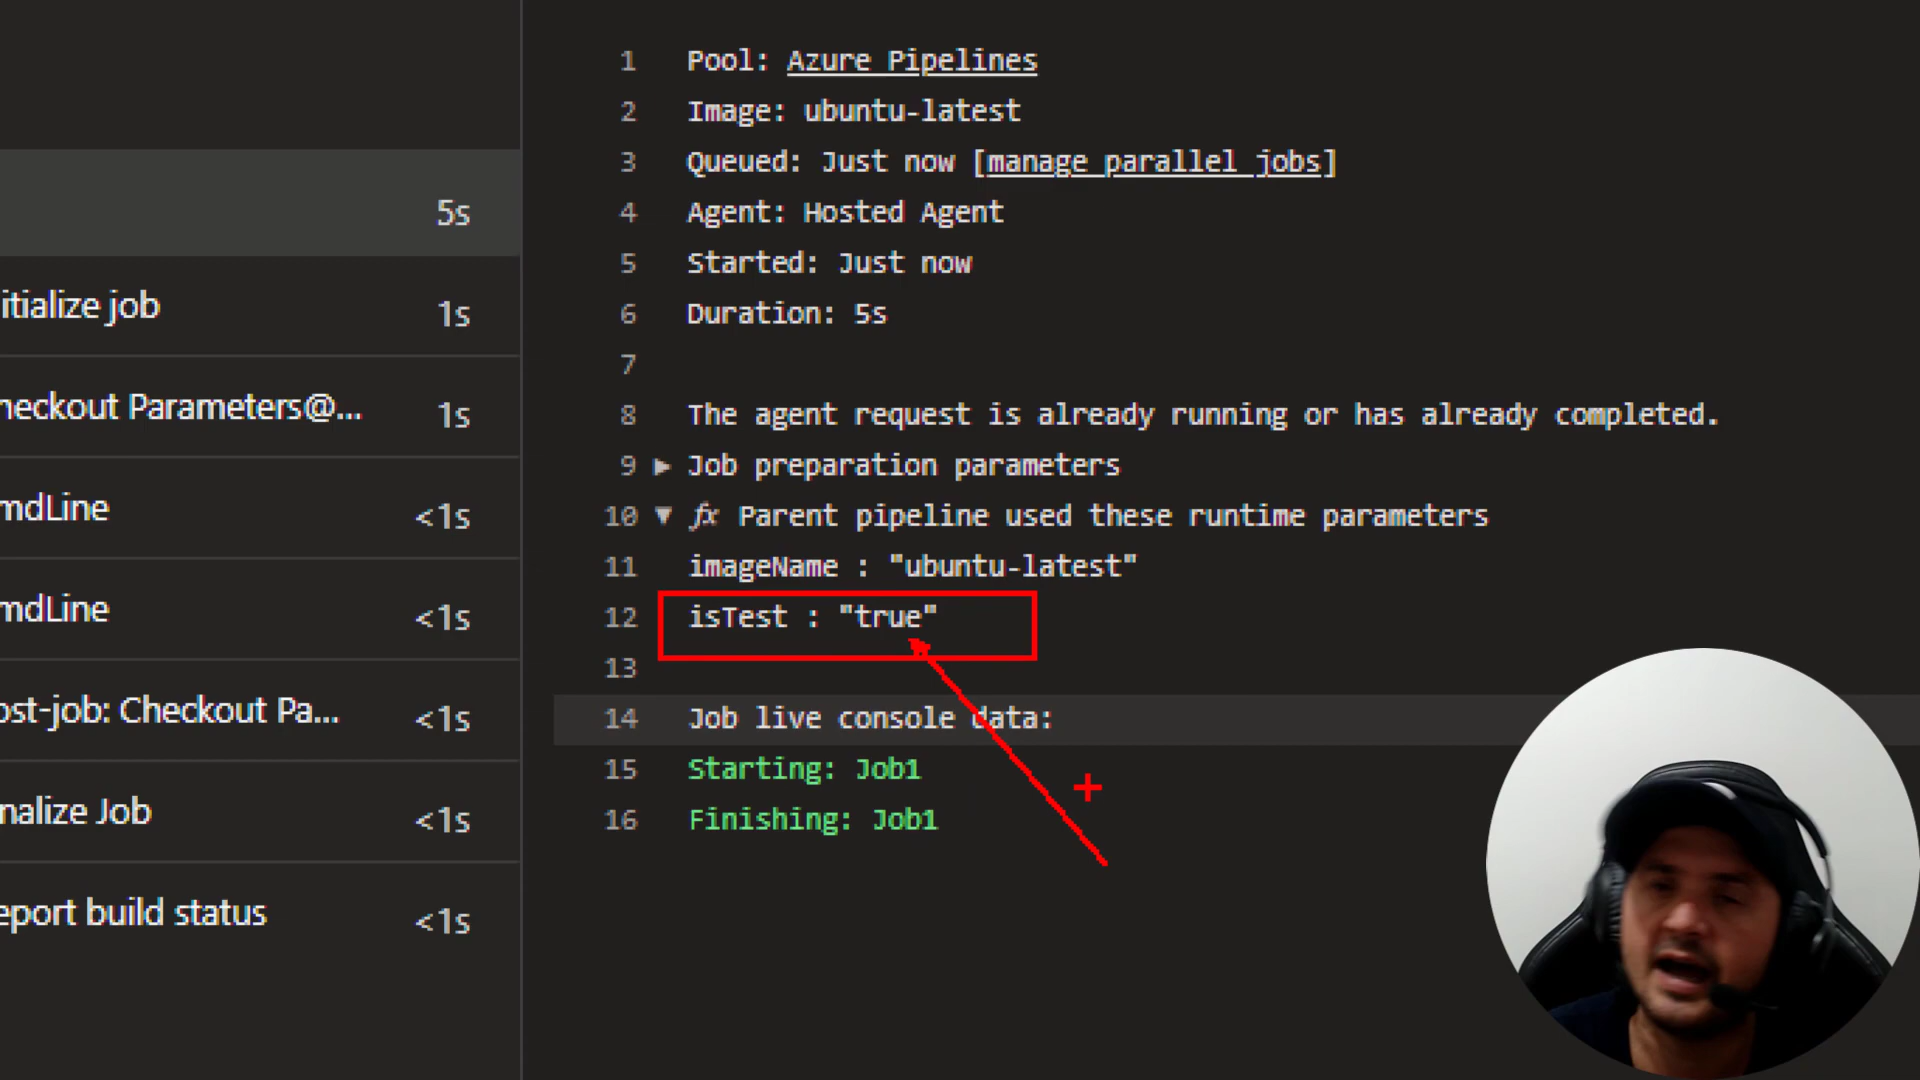 5s
itialize job 1s
heckout Parameters@... 1s
mdLine <1s
mdLine <1s
ost-job: Checkout Pa... <1s
nalize Job <1s
eport build status <1s
1 Pool: Azure Pipelines
2 Image: ubuntu-latest
3 Queued: Just now [manage parallel jobs]
4 Agent: Hosted Agent
5 Started: Just now
6 Duration: 5s
7
8 The agent request is already running or has already completed.
9 ▶ Job preparation parameters
10 ▼ fx Parent pipeline used these runtime parameters
11 imageName : "ubuntu-latest"
12 isTest : "true"
13
14 Job live console data:
15 Starting: Job1
16 Finishing: Job1